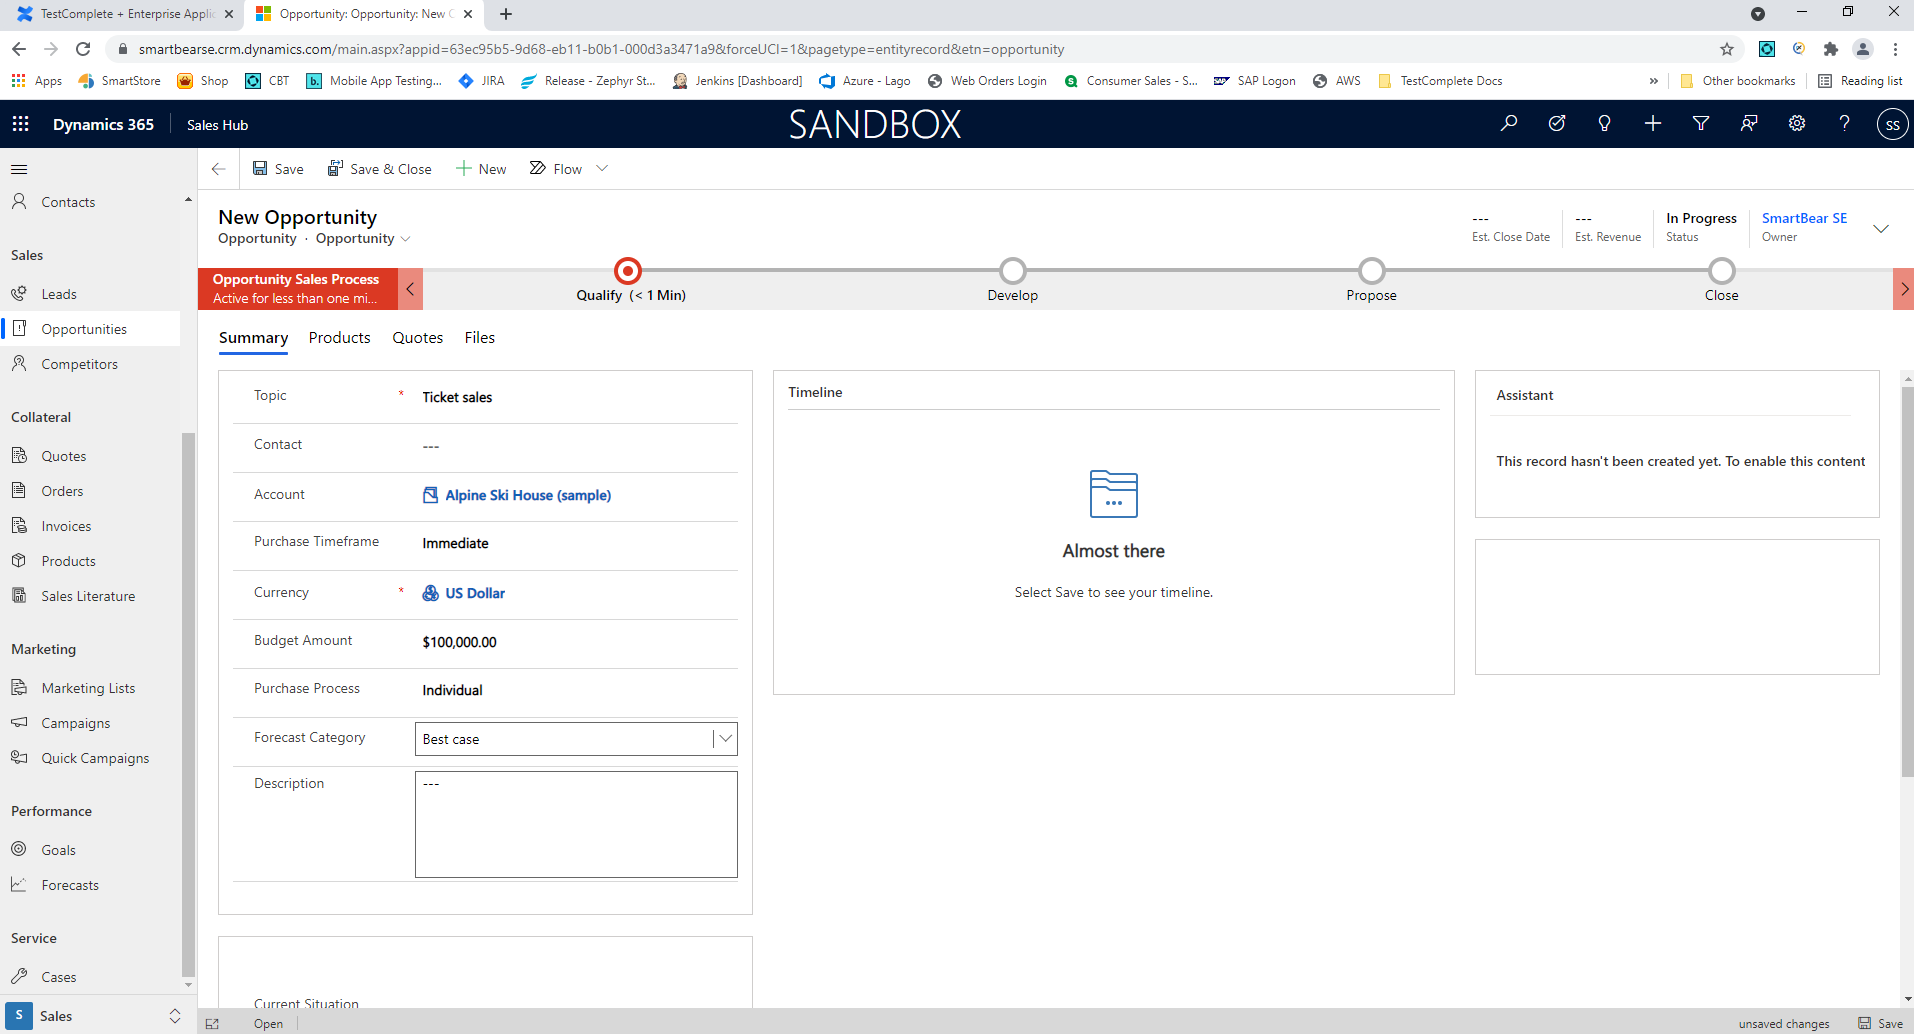 TestComplete + Enterprise Applic
Opportunity: Opportunity: New C
smartbearse.crm.dynamics.com/main.aspx?appid=63ec95b5-9d68-eb11-b0b1-000d3a3471a9&forceUCI=1&pagetype=entityrecord&etn=opportunity
Apps
SmartStore
Shop
CBT
b.
Mobile App Testing...
JIRA
Release - Zephyr St...
Jenkins [Dashboard]
Azure - Lago
Web Orders Login
Consumer Sales - S...
SAP
SAP Logon
AWS
TestComplete Docs
»
Other bookmarks
Reading list
Dynamics 365
Sales Hub
SANDBOX
SS
Save
Save & Close
New
Flow
Contacts
Sales
Leads
Opportunities
Competitors
Collateral
Quotes
Orders
Invoices
Products
Sales Literature
Marketing
Marketing Lists
Campaigns
Quick Campaigns
Performance
Goals
Forecasts
Service
Cases
S
Sales
New Opportunity
Opportunity · Opportunity
---
Est. Close Date
---
Est. Revenue
In Progress
Status
SmartBear SE
Owner
Opportunity Sales Process
Active for less than one mi...
Qualify (< 1 Min)
Develop
Propose
Close
Summary
Products
Quotes
Files
Topic * Ticket sales
Contact ---
Account Alpine Ski House (sample)
Purchase Timeframe Immediate
Currency * US Dollar
Budget Amount $100,000.00
Purchase Process Individual
Forecast Category Best case
Description ---
Current Situation
Timeline
Almost there
Select Save to see your timeline.
Assistant
This record hasn't been created yet. To enable this content
Open
unsaved changes
Save